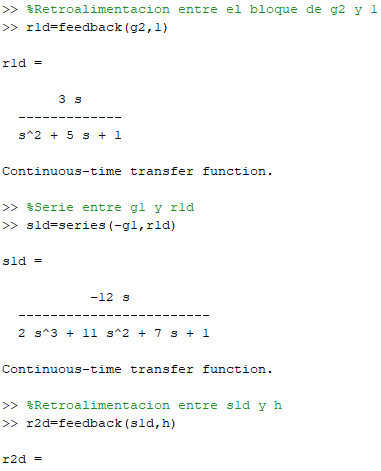 >> %Retroalimentacion entre el bloque de g2 y 1
>> r1d=feedback(g2,1)
r1d =
3 s
-------------
s^2 + 5 s + 1
Continuous-time transfer function.
>> %Serie entre g1 y r1d
>> s1d=series(-g1,r1d)
s1d =
-12 s
------------------------
2 s^3 + 11 s^2 + 7 s + 1
Continuous-time transfer function.
>> %Retroalimentacion entre s1d y h
>> r2d=feedback(s1d,h)
r2d =